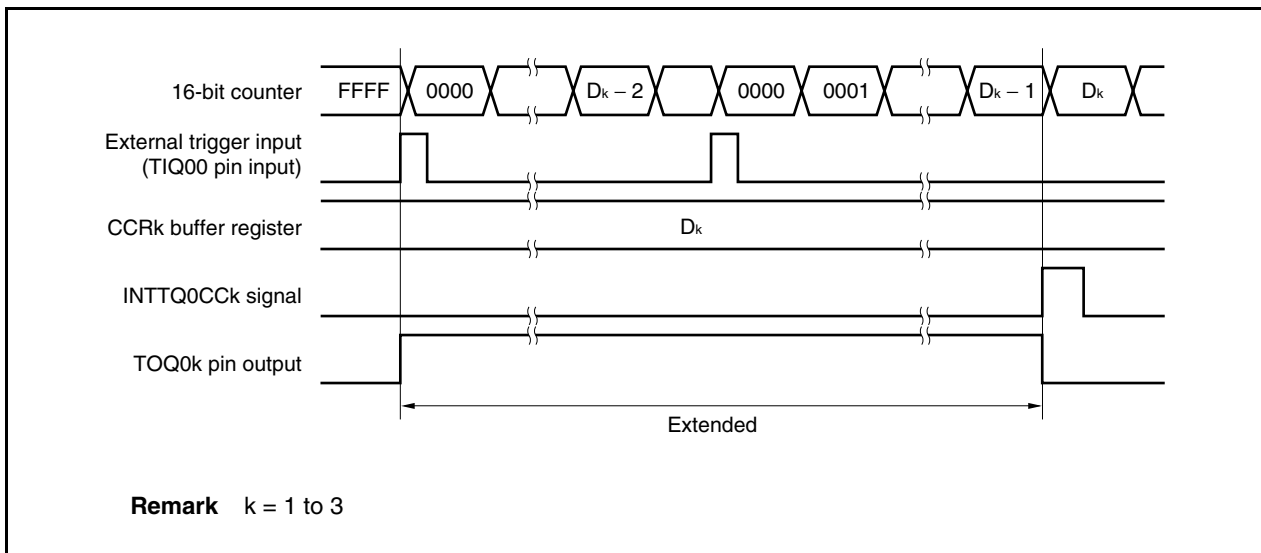 16-bit counter FFFF 0000 Dk − 2 0000 0001 Dk − 1 Dk
External trigger input
(TIQ00 pin input)
CCRk buffer register Dk
INTTQ0CCk signal
TOQ0k pin output
Extended
Remark k = 1 to 3